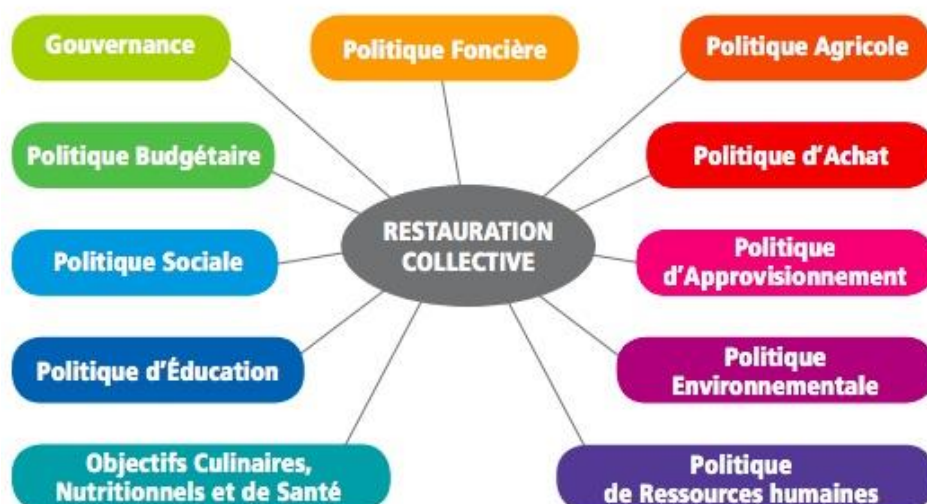 Gouvernance
Politique Foncière
Politique Agricole
Politique Budgétaire
Politique d'Achat
RESTAURATION
COLLECTIVE
Politique Sociale
Politique
d'Approvisionnement
Politique d'Éducation
Politique
Environnementale
Objectifs Culinaires,
Nutritionnels et de Santé
Politique
de Ressources humaines